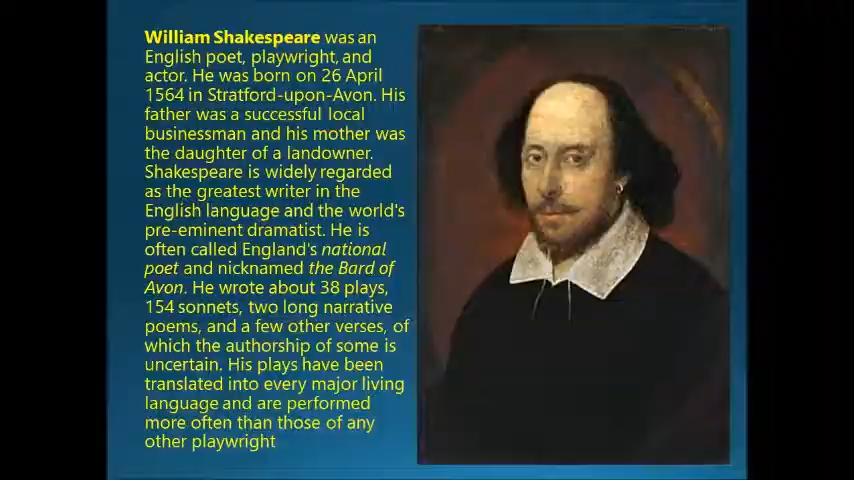 William Shakespeare was an
English poet, playwright, and
actor. He was born on 26 April
1564 in Stratford-upon-Avon. His
father was a successful local
businessman and his mother was
the daughter of a landowner.
Shakespeare is widely regarded
as the greatest writer in the
English language and the world's
pre-eminent dramatist. He is
often called England's national
poet and nicknamed the Bard of
Avon. He wrote about 38 plays,
154 sonnets, two long narrative
poems, and a few other verses, of
which the authorship of some is
uncertain. His plays have been
translated into every major living
language and are performed
more often than those of any
other playwright